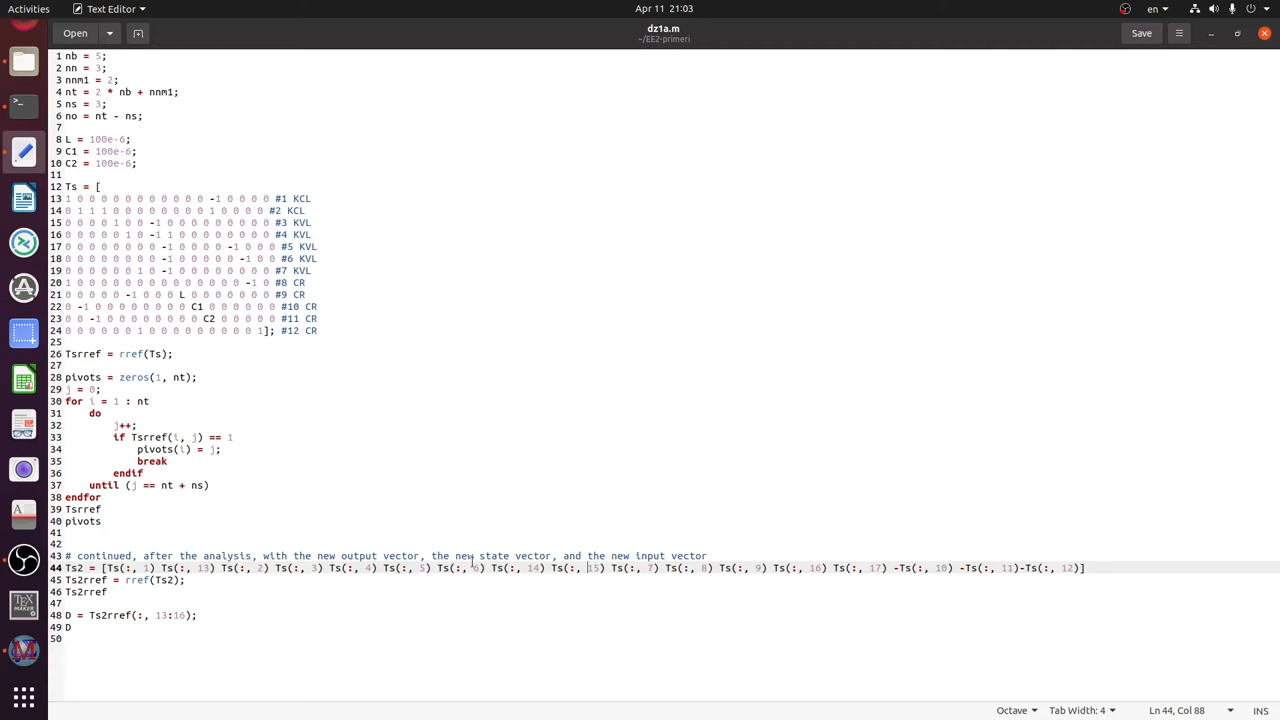 Activities
Text Editor
Apr 11 21:03
en
Open
dz1a.m
~/EE2-primeri
Save
1 nb = 5;
2 nn = 3;
3 nnm1 = 2;
4 nt = 2 * nb + nnm1;
5 ns = 3;
6 no = nt - ns;
7
8 L = 100e-6;
9 C1 = 100e-6;
10 C2 = 100e-6;
11
12 Ts = [
13 1 0 0 0 0 0 0 0 0 0 0 0 -1 0 0 0 0 #1 KCL
14 0 1 1 1 0 0 0 0 0 0 0 0 1 0 0 0 0 #2 KCL
15 0 0 0 0 1 0 0 -1 0 0 0 0 0 0 0 0 0 #3 KVL
16 0 0 0 0 0 1 0 -1 1 0 0 0 0 0 0 0 0 #4 KVL
17 0 0 0 0 0 0 0 0 -1 0 0 0 0 -1 0 0 0 #5 KVL
18 0 0 0 0 0 0 0 0 -1 0 0 0 0 0 -1 0 0 #6 KVL
19 0 0 0 0 0 0 1 0 -1 0 0 0 0 0 0 0 0 #7 KVL
20 1 0 0 0 0 0 0 0 0 0 0 0 0 0 0 -1 0 #8 CR
21 0 0 0 0 0 -1 0 0 0 L 0 0 0 0 0 0 0 #9 CR
22 0 -1 0 0 0 0 0 0 0 0 C1 0 0 0 0 0 0 #10 CR
23 0 0 -1 0 0 0 0 0 0 0 0 C2 0 0 0 0 0 #11 CR
24 0 0 0 0 0 0 1 0 0 0 0 0 0 0 0 0 1]; #12 CR
25
26 Tsrref = rref(Ts);
27
28 pivots = zeros(1, nt);
29 j = 0;
30 for i = 1 : nt
31 do
32 j++;
33 if Tsrref(i, j) == 1
34 pivots(i) = j;
35 break
36 endif
37 until (j == nt + ns)
38 endfor
39 Tsrref
40 pivots
41
42
43 # continued, after the analysis, with the new output vector, the new state vector, and the new input vector
44 Ts2 = [Ts(:, 1) Ts(:, 13) Ts(:, 2) Ts(:, 3) Ts(:, 4) Ts(:, 5) Ts(:, 6) Ts(:, 14) Ts(:, 15) Ts(:, 7) Ts(:, 8) Ts(:, 9) Ts(:, 16) Ts(:, 17) -Ts(:, 10) -Ts(:, 11)-Ts(:, 12)]
45 Ts2rref = rref(Ts2);
46 Ts2rref
47
48 D = Ts2rref(:, 13:16);
49 D
50
Octave
Tab Width: 4
Ln 44, Col 88
INS